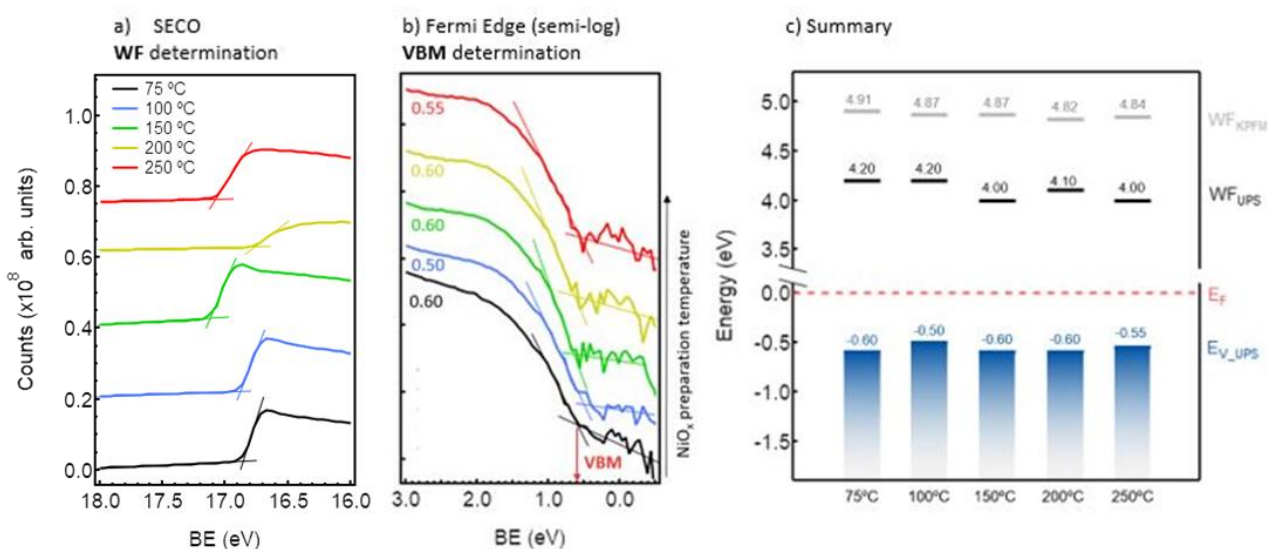 a) SECO
WF determination
75 ºC
100 ºC
150 ºC
200 ºC
250 ºC
1.0
0.8
0.6
0.4
0.2
0.0
Counts (x10⁸ arb. units)
18.0 17.5 17.0 16.5 16.0
BE (eV)
b) Fermi Edge (semi-log)
VBM determination
0.55
0.60
0.60
0.50
0.60
VBM
3.0 2.0 1.0 0.0
BE (eV)
NiOₓ preparation temperature
c) Summary
5.0
4.5
4.0
3.5
0.0
-0.5
-1.0
-1.5
Energy (eV)
4.91 4.87 4.87 4.82 4.84
WF_KPFM
4.20 4.20 4.00 4.10 4.00
WF_UPS
E_F
-0.60 -0.50 -0.60 -0.60 -0.55
E_V_UPS
75ºC 100ºC 150ºC 200ºC 250ºC